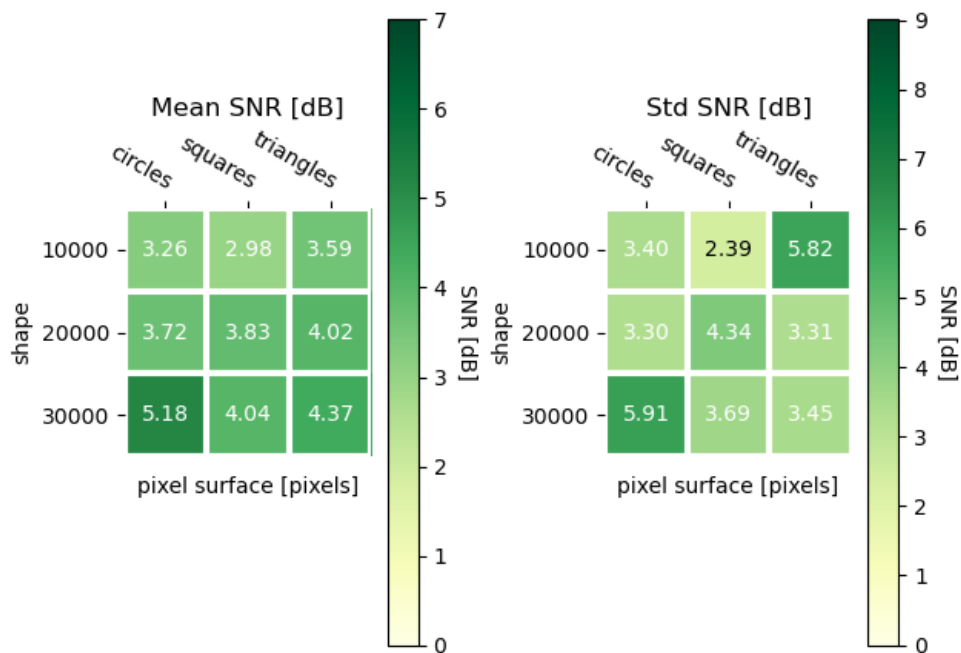 Mean SNR [dB]
circles squares triangles
shape
10000 3.26 2.98 3.59
20000 3.72 3.83 4.02
30000 5.18 4.04 4.37
pixel surface [pixels]
7
6
5
4
3
2
1
0
SNR [dB]
Std SNR [dB]
circles squares triangles
shape
10000 3.40 2.39 5.82
20000 3.30 4.34 3.31
30000 5.91 3.69 3.45
pixel surface [pixels]
9
8
7
6
5
4
3
2
1
0
SNR [dB]